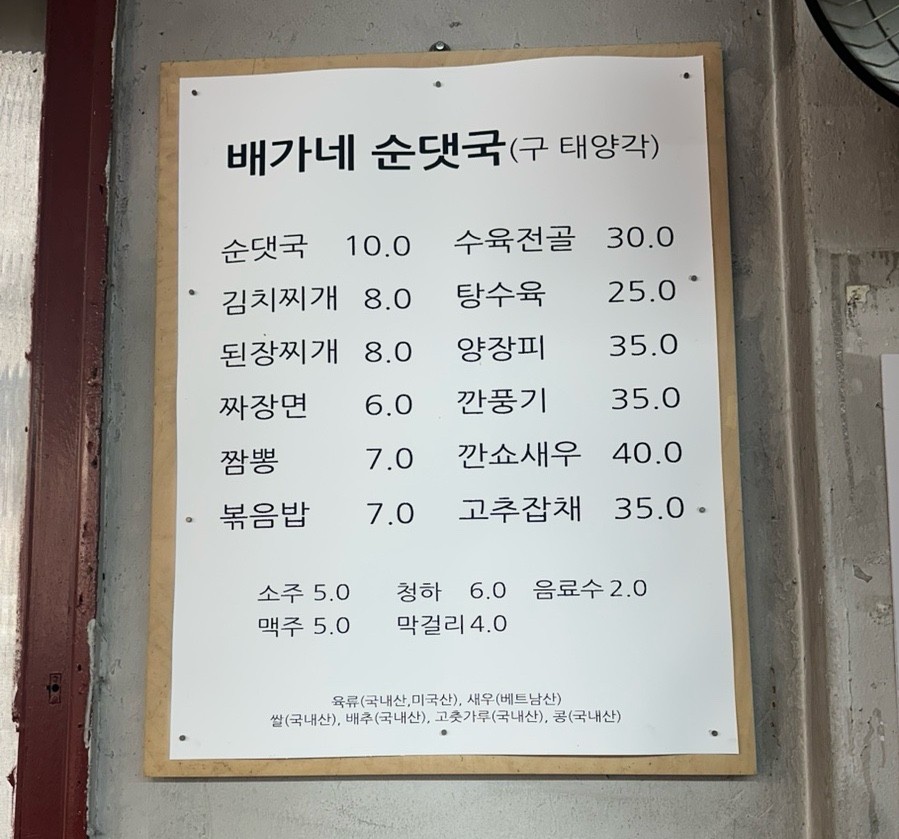 배가네 순댓국(구 태양각)
순댓국 10.0 수육전골 30.0
김치찌개 8.0 탕수육 25.0
된장찌개 8.0 양장피 35.0
짜장면 6.0 깐풍기 35.0
짬뽕 7.0 깐쇼새우 40.0
볶음밥 7.0 고추잡채 35.0
소주 5.0 청하 6.0 음료수 2.0
맥주 5.0 막걸리 4.0
육류(국내산,미국산), 새우(베트남산)
쌀(국내산), 배추(국내산), 고춧가루(국내산), 콩(국내산)